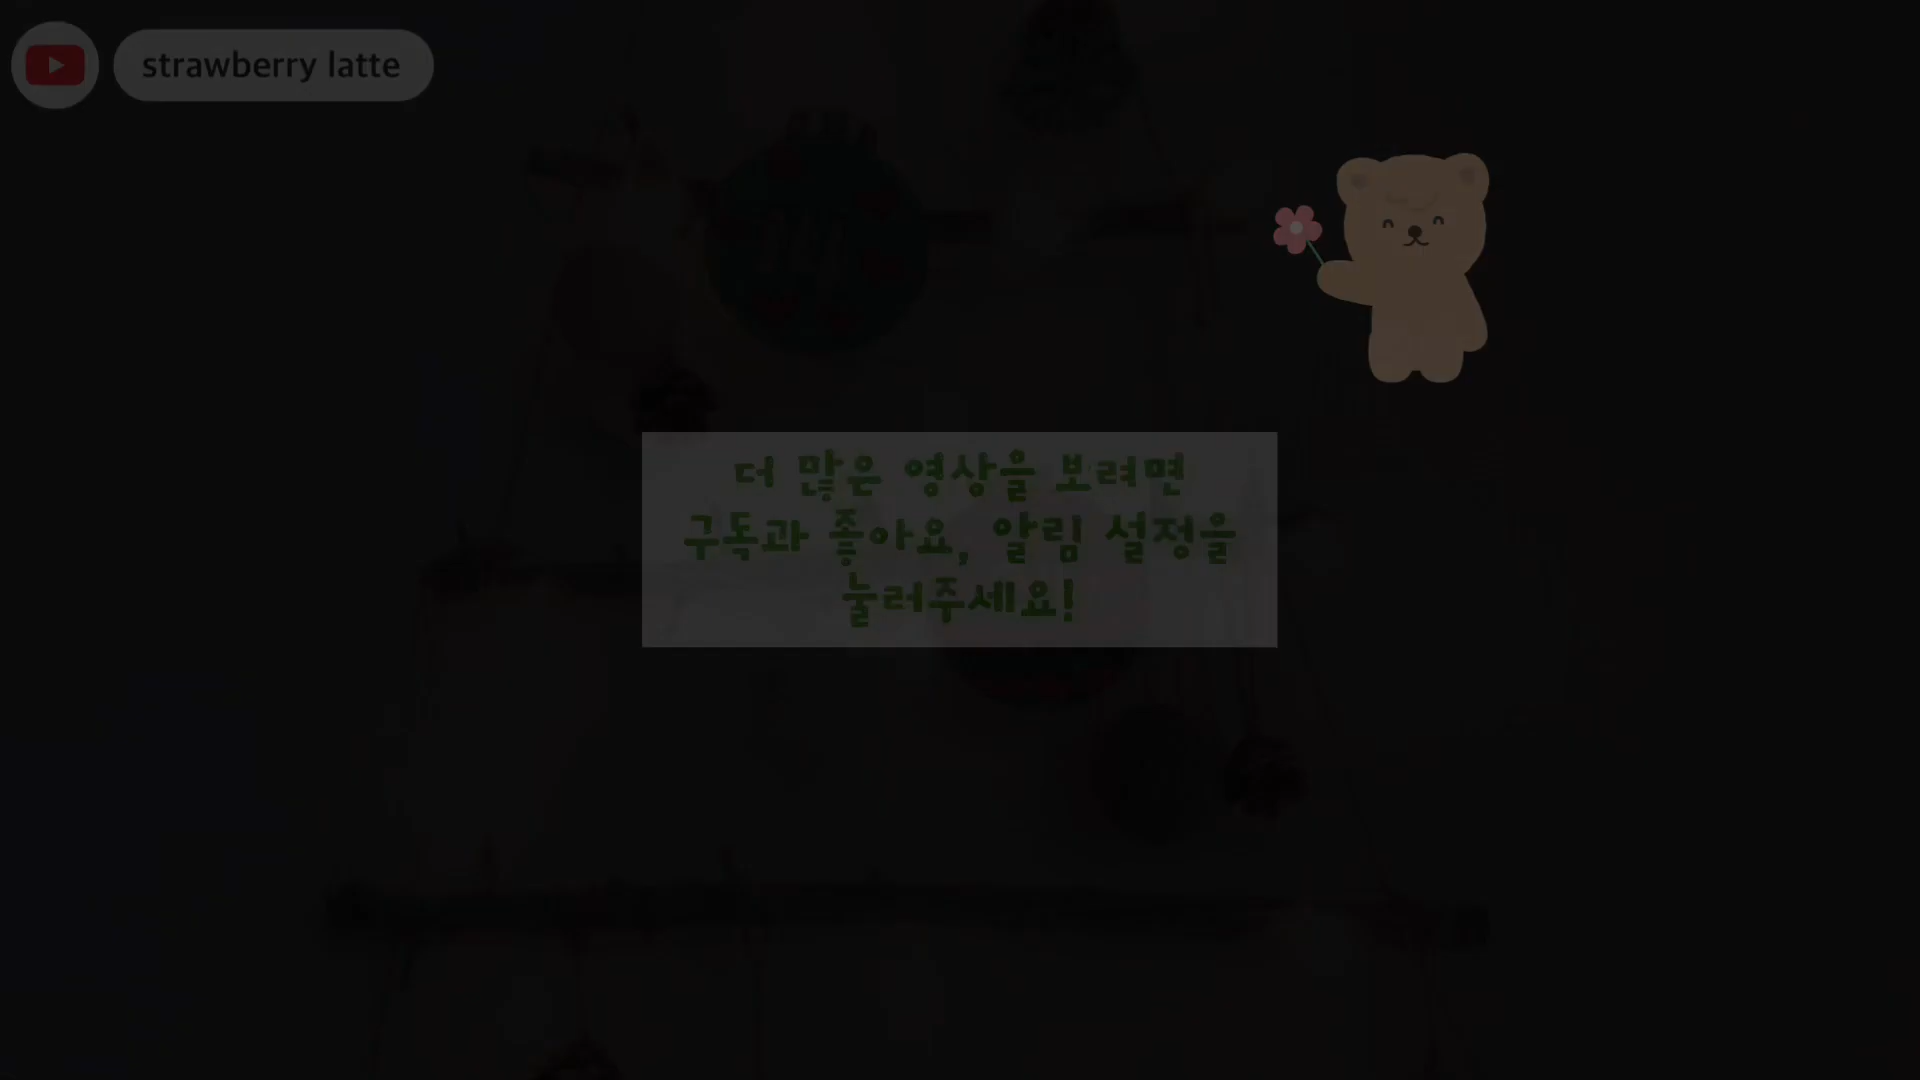 strawberry latte
더 많은 영상을 보려면
구독과 좋아요, 알림 설정을
눌러주세요!